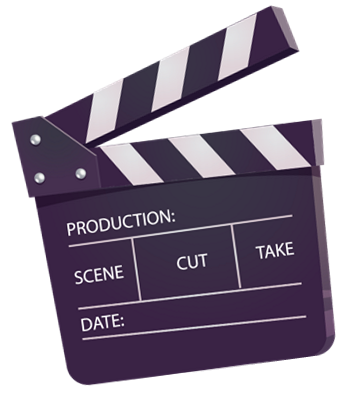 PRODUCTION:
SCENE CUT TAKE
DATE: